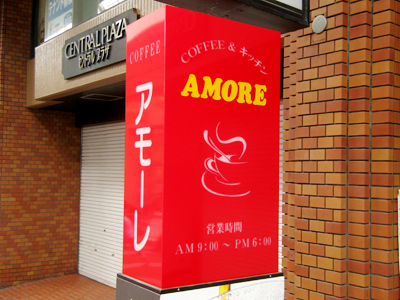 CENTRAL PLAZA
セントラル プラザ
COFFEE
アモーレ
COFFEE & キッチン
AMORE
営業時間
AM 9:00 ～ PM 6:00